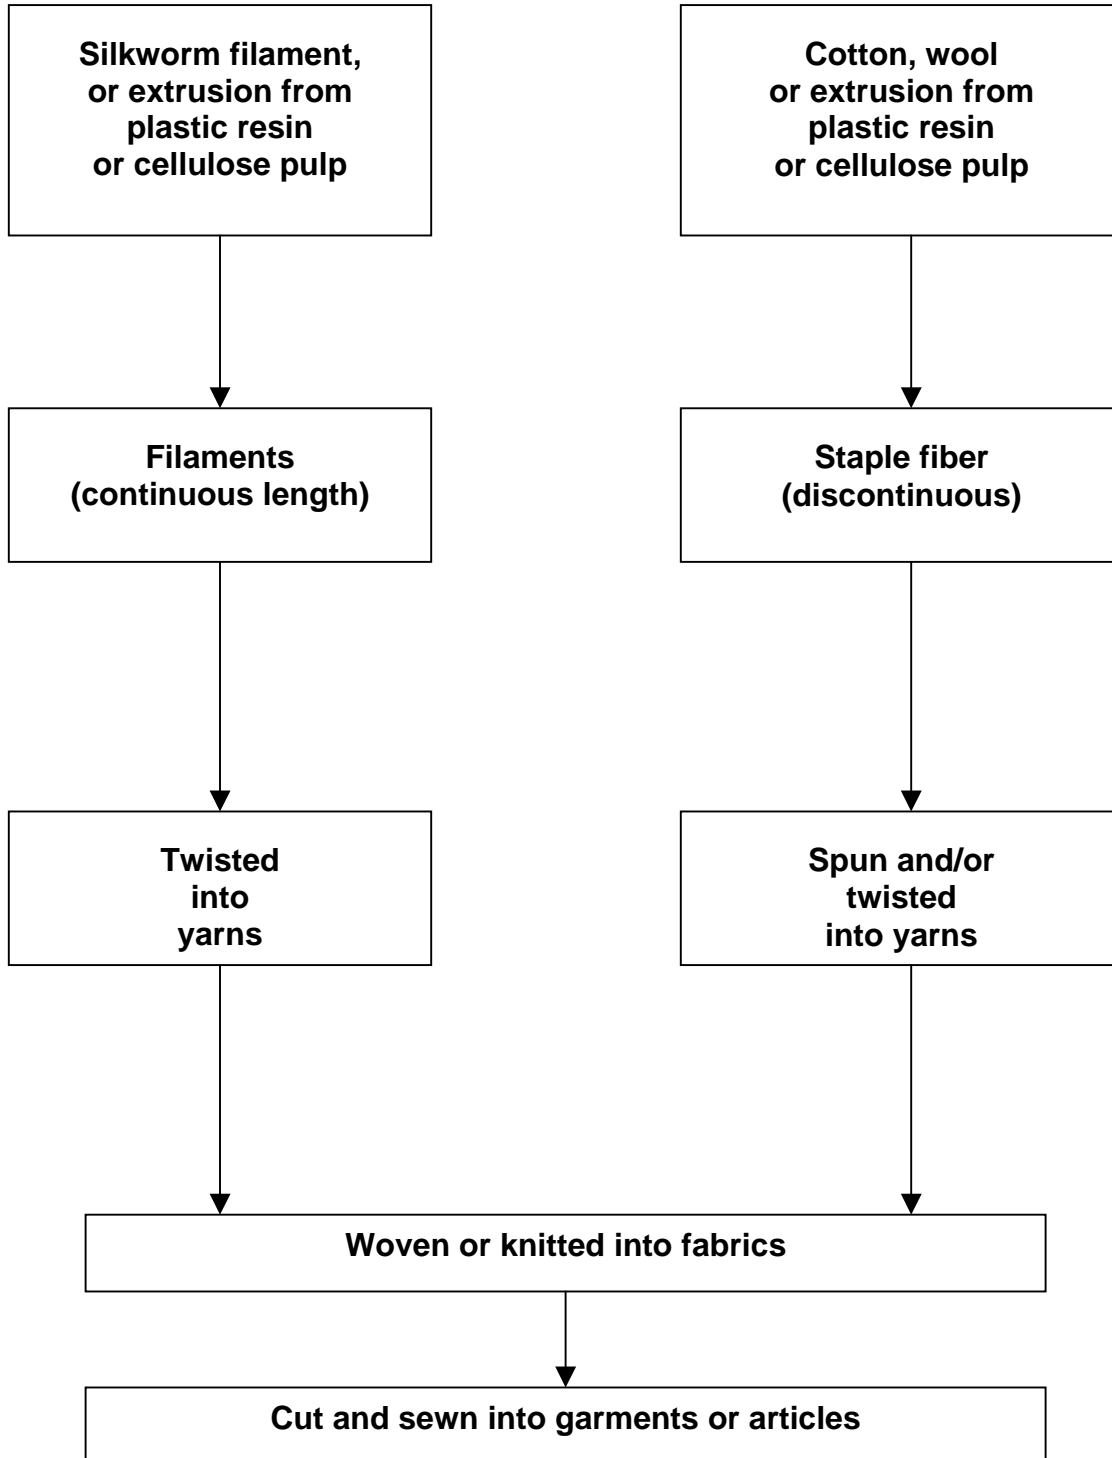 Silkworm filament,
or extrusion from
plastic resin
or cellulose pulp
Cotton, wool
or extrusion from
plastic resin
or cellulose pulp
Filaments
(continuous length)
Staple fiber
(discontinuous)
Twisted
into
yarns
Spun and/or
twisted
into yarns
Woven or knitted into fabrics
Cut and sewn into garments or articles